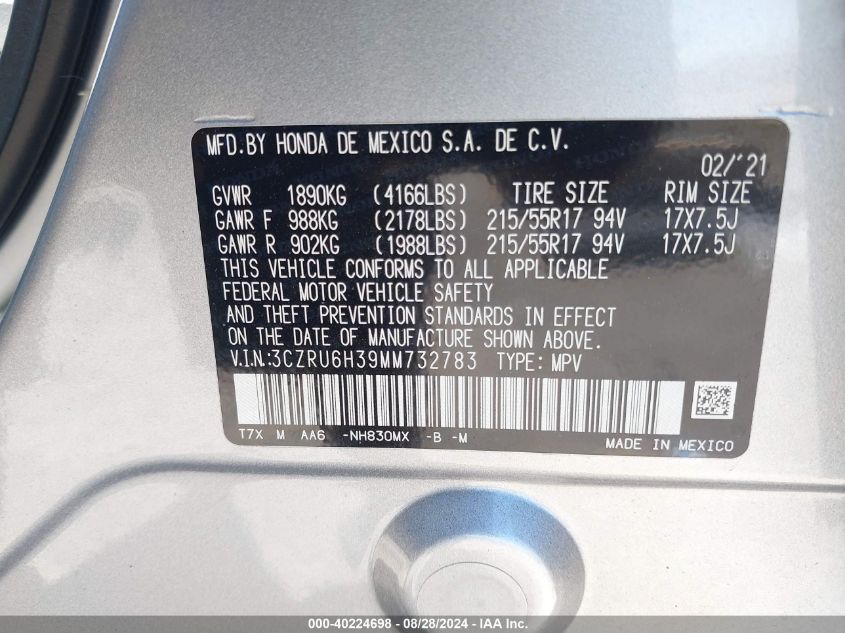 MFD.BY HONDA DE MEXICO S.A. DE C.V.
02/'21
GVWR 1890KG (4166LBS) TIRE SIZE RIM SIZE
GAWR F 988KG (2178LBS) 215/55R17 94V 17X7.5J
GAWR R 902KG (1988LBS) 215/55R17 94V 17X7.5J
THIS VEHICLE CONFORMS TO ALL APPLICABLE
FEDERAL MOTOR VEHICLE SAFETY
AND THEFT PREVENTION STANDARDS IN EFFECT
ON THE DATE OF MANUFACTURE SHOWN ABOVE.
V.I.N:3CZRU6H39MM732783 TYPE: MPV
T7X M AA6 -NH830MX -B -M
MADE IN MEXICO
000-40224698 - 08/28/2024 - IAA Inc.